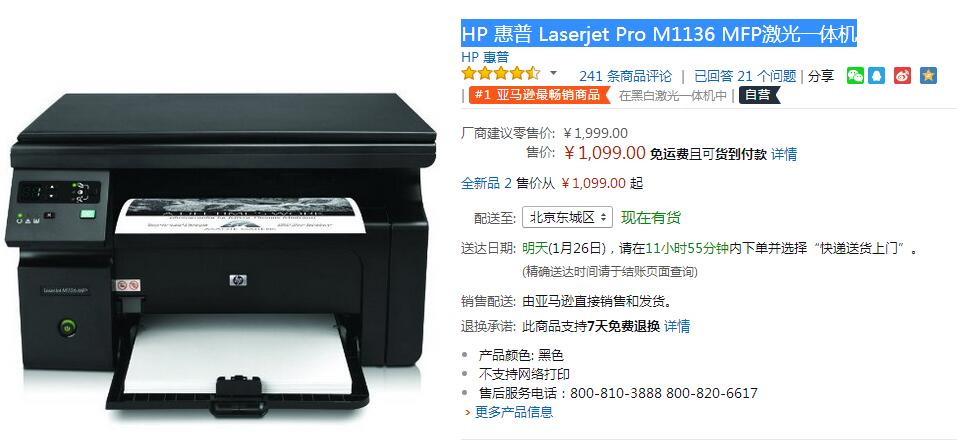 HP 惠普 Laserjet Pro M1136 MFP激光一体机
HP 惠普
241 条商品评论 | 已回答 21 个问题 | 分享
| #1 亚马逊最畅销商品 在黑白激光一体机中 | 自营
厂商建议零售价: ￥1,999.00
售价: ￥1,099.00 免运费且可货到付款 详情
全新品 2 售价从 ￥1,099.00 起
配送至: 北京东城区 现在有货
送达日期: 明天(1月26日)，请在11小时55分钟内下单并选择“快递送货上门”。
(精确送达时间请于结账页面查询)
销售配送: 由亚马逊直接销售和发货。
退换承诺: 此商品支持7天免费退换 详情
产品颜色: 黑色
不支持网络打印
售后服务电话：800-810-3888 800-820-6617
› 更多产品信息
A LIFETIME'S WORK
hp
LaserJet M1136 MFP